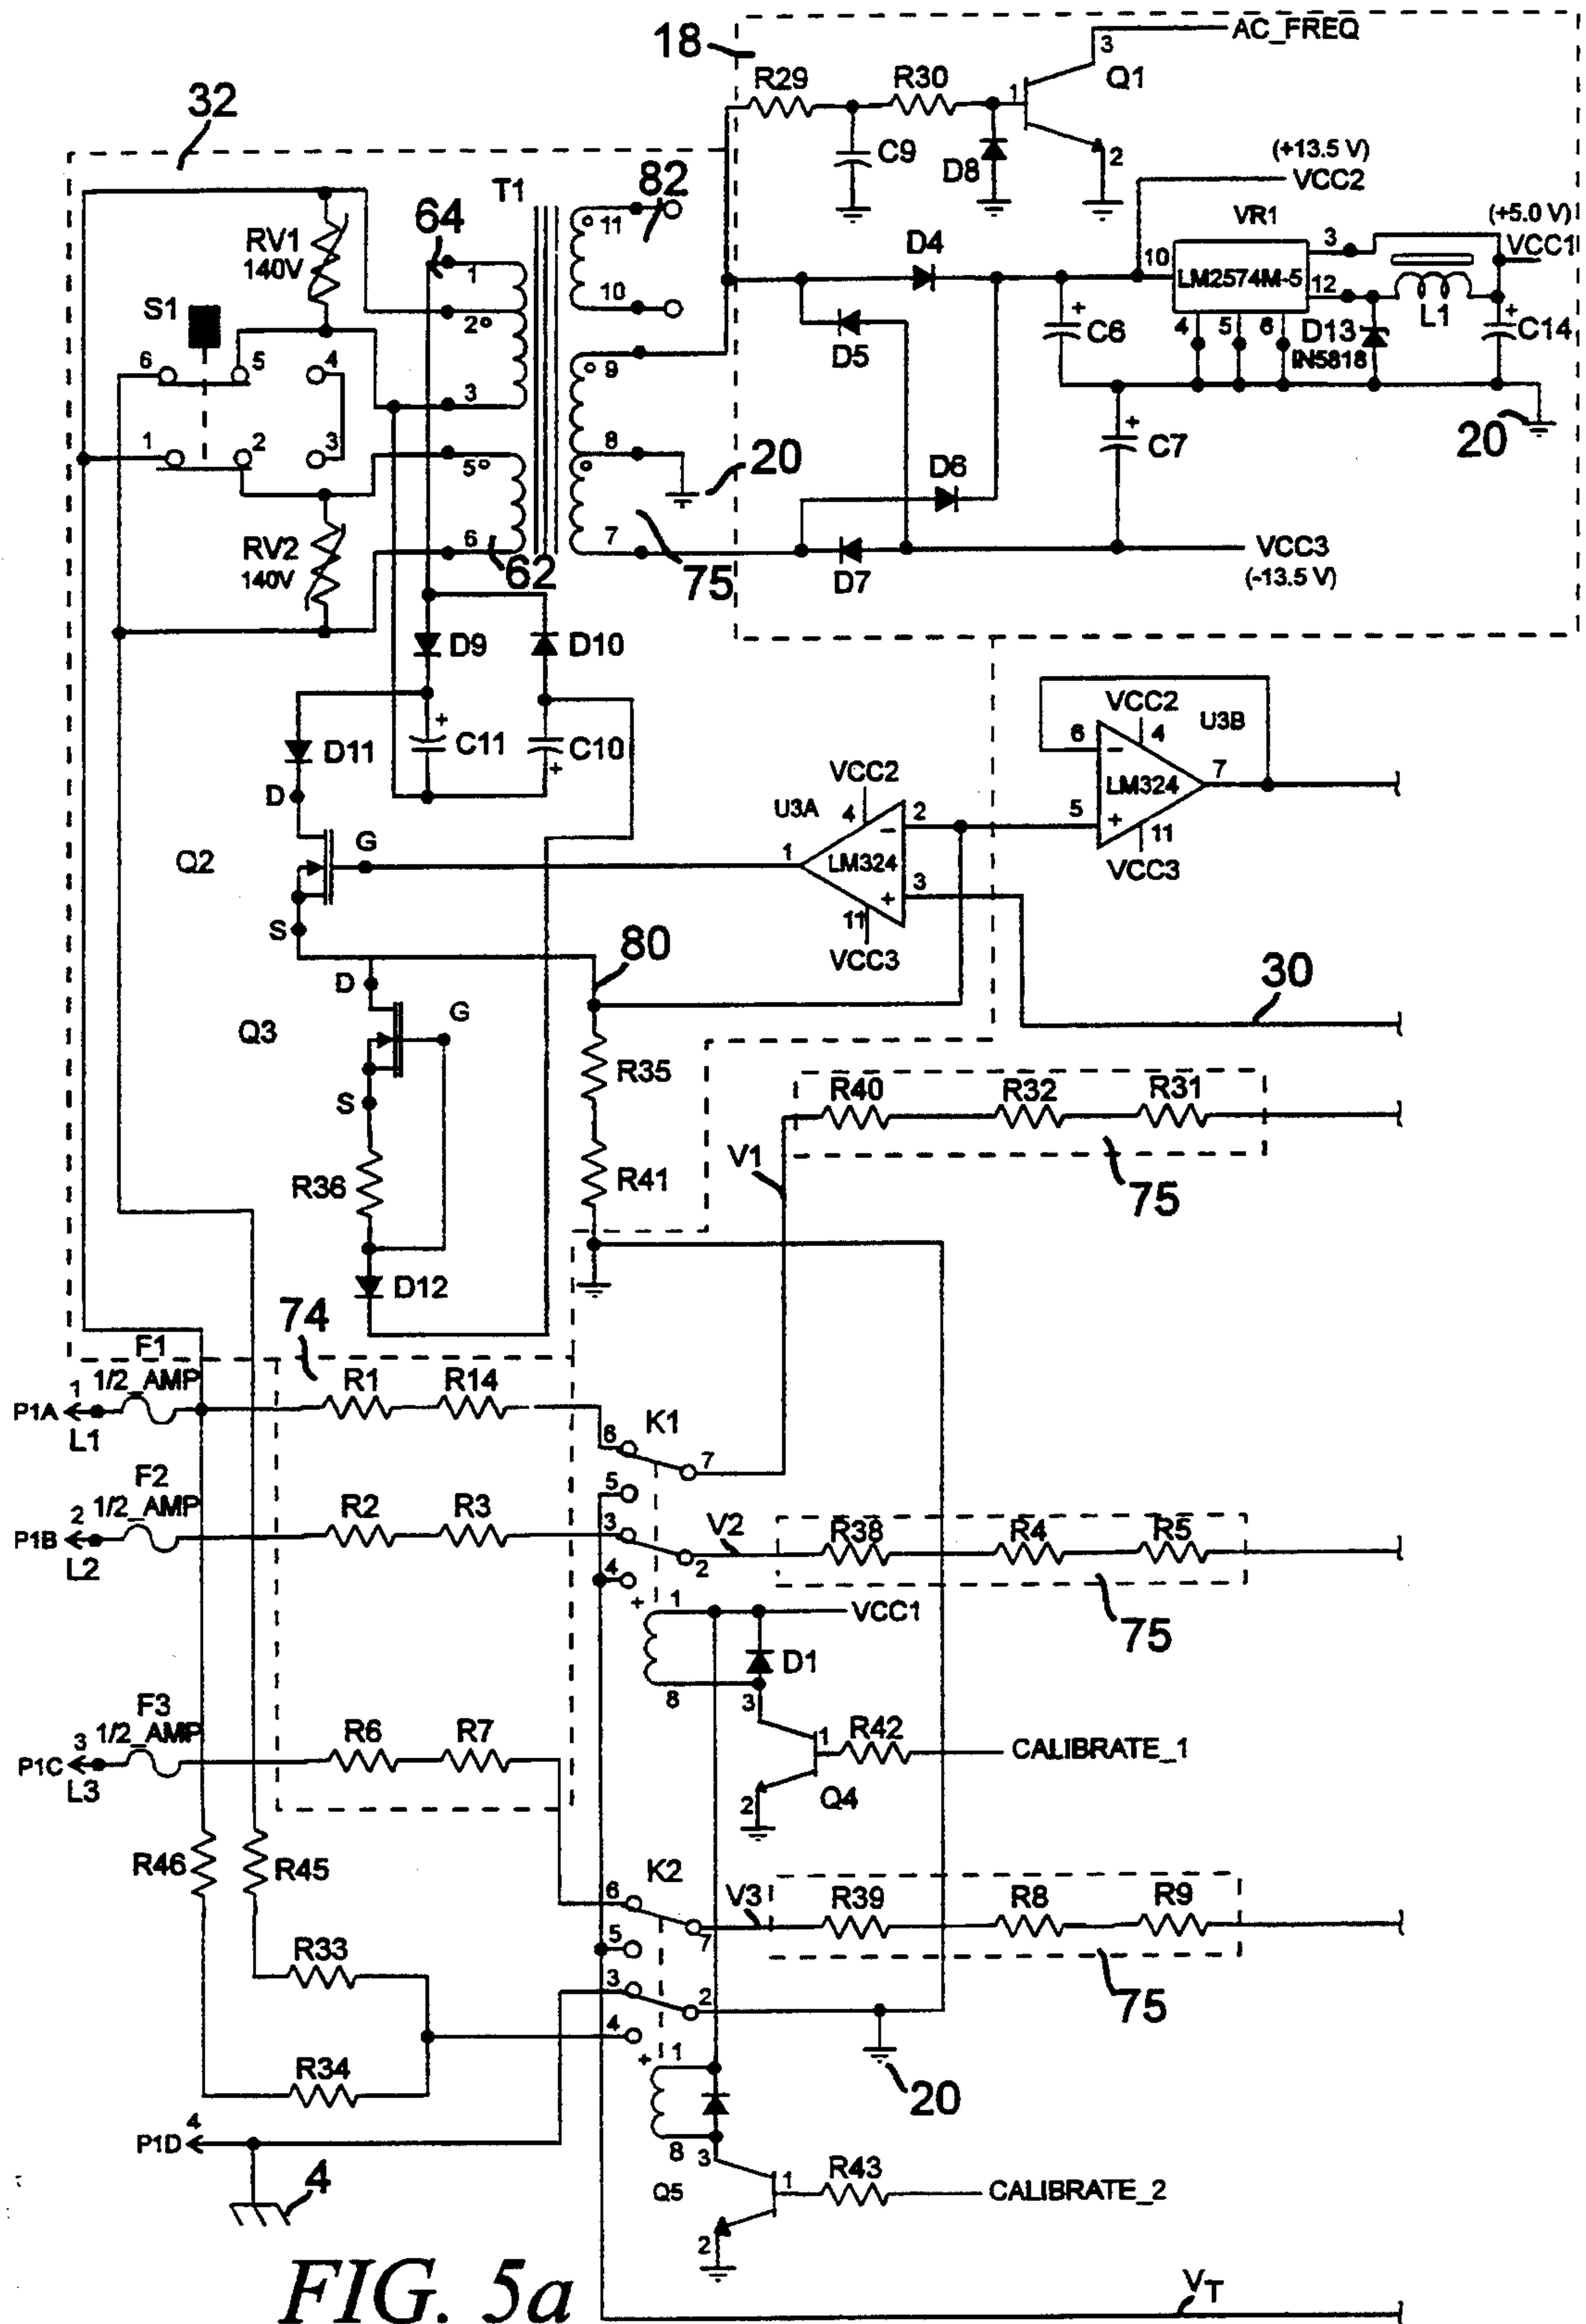 18
AC_FREQ
3
R29
R30
1
Q1
32
C9
D8
2
(+13.5 V)
VCC2
T1
82
64
11
VR1
(+5.0 V)
3
VCC1
RV1
140V
1
D4
10
LM2574M-5
12
S1
2
10
C6
4
5
6
D13
L1
C14
6
5
4
D5
IN5818
9
3
1
2
3
8
20
C7
20
5
D6
RV2
140V
6
62
7
75
D7
VCC3
(-13.5 V)
D9
D10
VCC2
U3B
6
4
-
D11
C11
C10
VCC2
LM324
7
D
U3A
4
2
5
+
11
-
Q2
G
1
LM324
VCC3
3
+
11
S
80
VCC3
30
D
G
Q3
R35
R40
R32
R31
S
V1
R36
R41
75
D12
74
F1
1
1/2_AMP
R1
R14
P1A
L1
K1
6
7
F2
5
2
1/2_AMP
R2
R3
3
V2
R38
R4
R5
P1B
L2
2
4
+
1
VCC1
75
D1
8
3
F3
3
1/2_AMP
R6
R7
1
R42
P1C
CALIBRATE_1
L3
2
Q4
R46
R45
K2
6
V3
R39
R8
R9
7
5
R33
3
2
75
4
R34
+
1
20
4
P1D
8
3
4
Q5
1
R43
CALIBRATE_2
2
FIG. 5a
VT